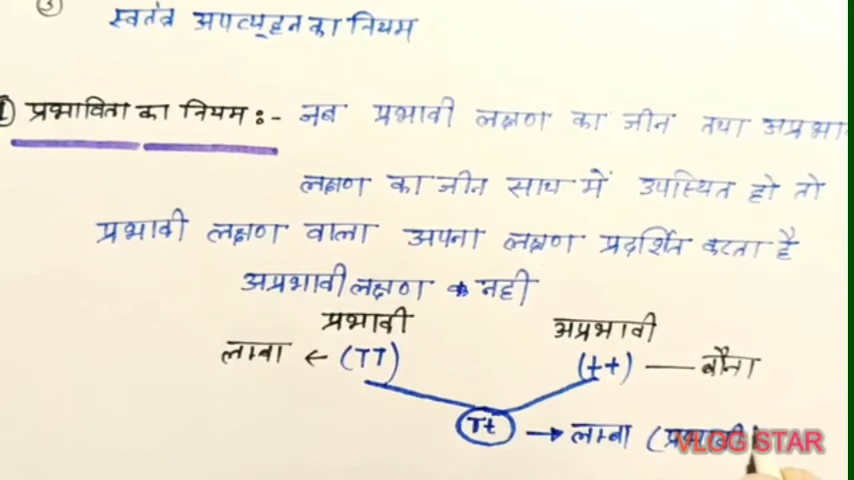 ③
स्वतंत्र अपव्यूहन का नियम
① प्रभाविता का नियम :- जब प्रभावी लक्षण का जीन तथा अप्रभा
लक्षण का जीन साथ में उपस्थित हो तो
प्रभावी लक्षण वाला अपना लक्षण प्रदर्शित करता है
अप्रभावी लक्षण क नही
प्रभावी अप्रभावी
लम्बा ← (TT) (tt) — बौना
Tt → लम्बा (प्रभावी
VLOG STAR